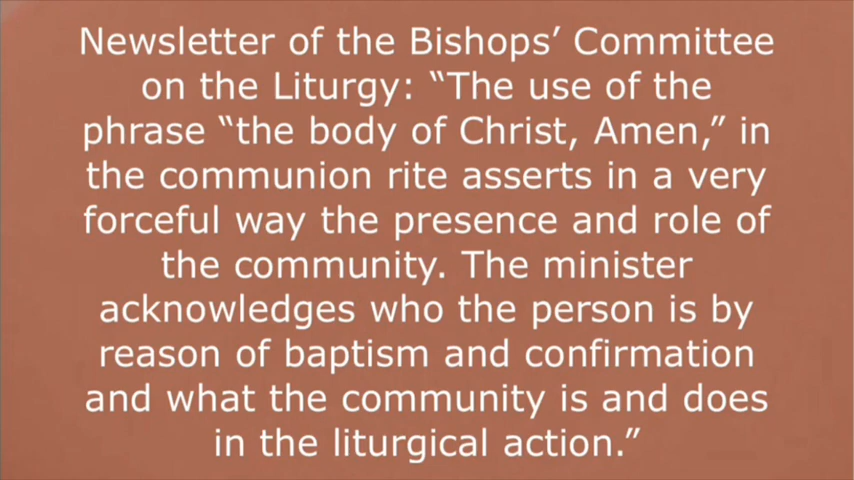 Newsletter of the Bishops’ Committee
on the Liturgy: “The use of the
phrase “the body of Christ, Amen,” in
the communion rite asserts in a very
forceful way the presence and role of
the community. The minister
acknowledges who the person is by
reason of baptism and confirmation
and what the community is and does
in the liturgical action.”